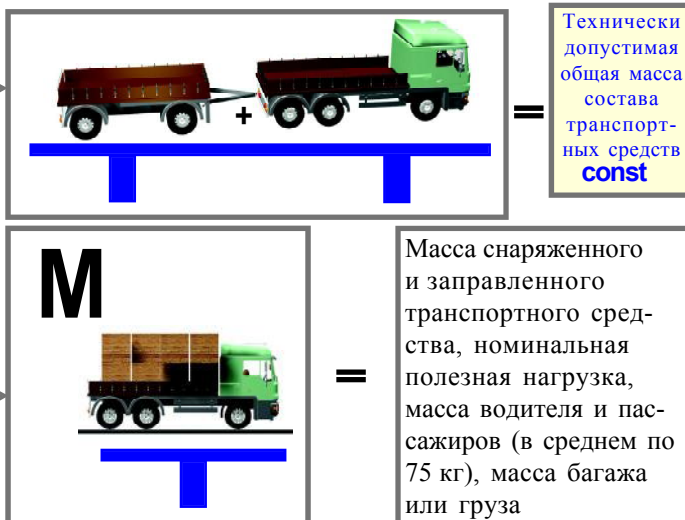 +
=
Технически
допустимая
общая масса
состава
транспорт-
ных средств
const
М
=
Масса снаряженного
и заправленного
транспортного сред-
ства, номинальная
полезная нагрузка,
масса водителя и пас-
сажиров (в среднем по
75 кг), масса багажа
или груза